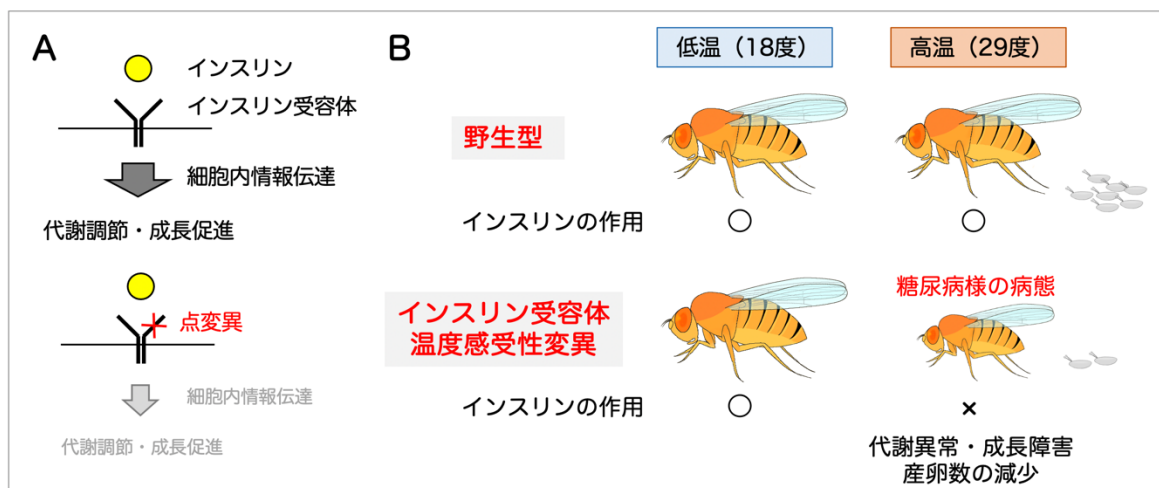 A
インスリン
インスリン受容体
細胞内情報伝達
代謝調節・成長促進
点変異
細胞内情報伝達
代謝調節・成長促進
B
低温（18度）
高温（29度）
野生型
インスリンの作用
○
○
インスリン受容体
温度感受性変異
糖尿病様の病態
インスリンの作用
○
×
代謝異常・成長障害
産卵数の減少